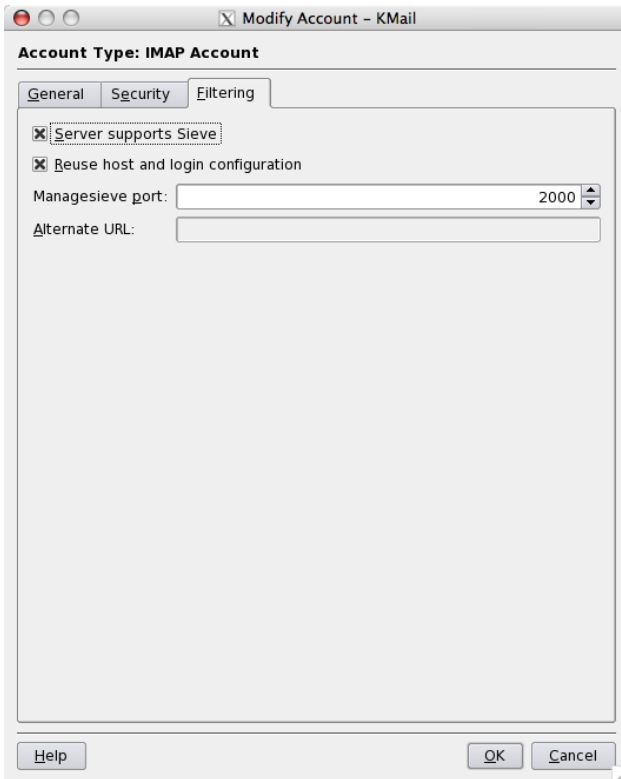 X Modify Account – KMail
Account Type: IMAP Account
General Security Filtering
Server supports Sieve
Reuse host and login configuration
Managesieve port: 2000
Alternate URL:
Help OK Cancel